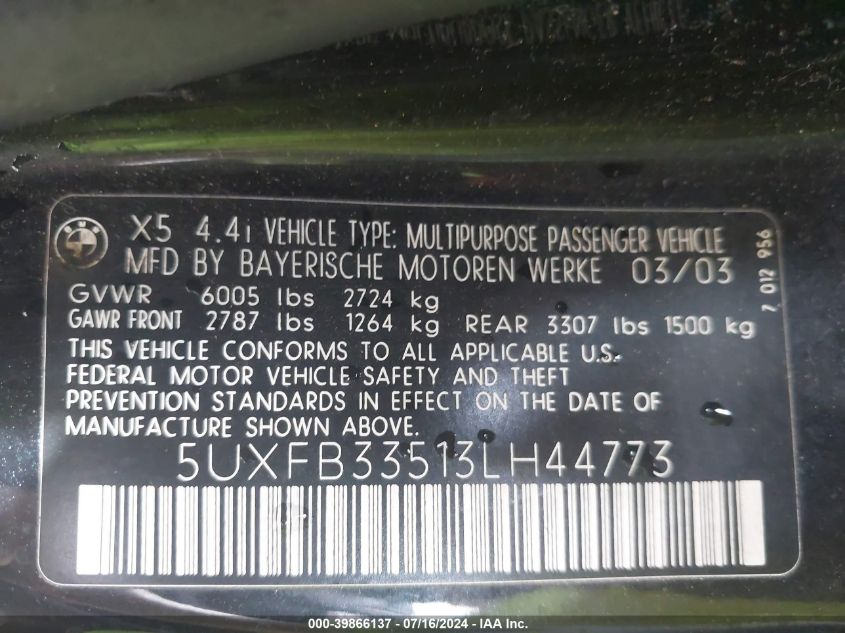 X5 4.4i VEHICLE TYPE: MULTIPURPOSE PASSENGER VEHICLE
MFD BY BAYERISCHE MOTOREN WERKE 03/03
GVWR 6005 lbs 2724 kg
GAWR FRONT 2787 lbs 1264 kg REAR 3307 lbs 1500 kg
THIS VEHICLE CONFORMS TO ALL APPLICABLE U.S.
FEDERAL MOTOR VEHICLE SAFETY AND THEFT
PREVENTION STANDARDS IN EFFECT ON THE DATE OF
MANUFACTURE SHOWN ABOVE.
5UXFB33513LH44773
7 012 956
000-39866137 - 07/16/2024 - IAA, Inc.